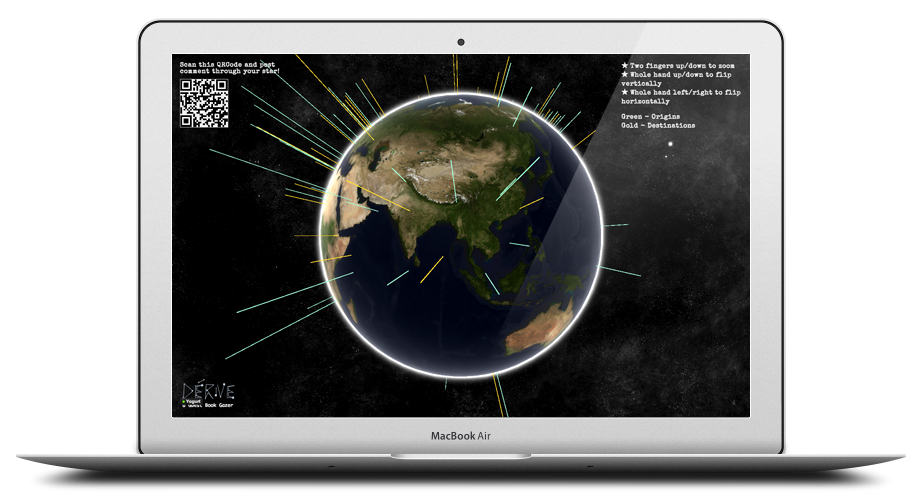 Scan this QRCode and post
comment through your star!
★ Two fingers up/down to zoom
★ Whole hand up/down to flip
vertically
★ Whole hand left/right to flip
horizontally
Green - Origins
Gold - Destinations
DÉRIVE
Yogurt
Book Gazer
MacBook Air